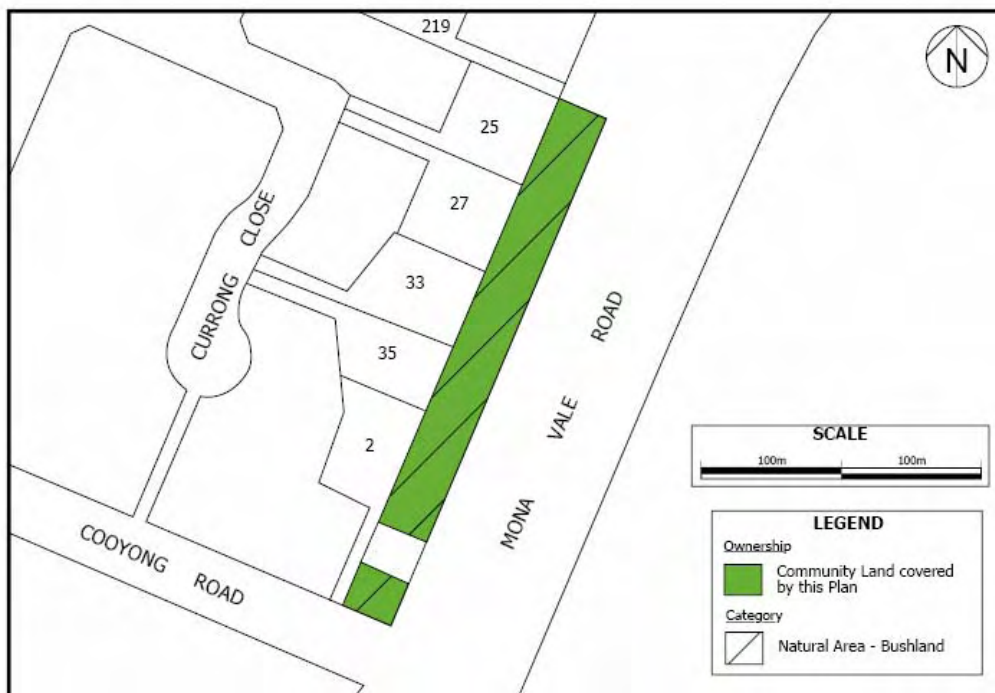 219
N
25
27
33
35
2
CURRONG CLOSE
MONA VALE ROAD
COOYONG ROAD
SCALE
100m 100m
LEGEND
Ownership
Community Land covered
by this Plan
Category
Natural Area - Bushland